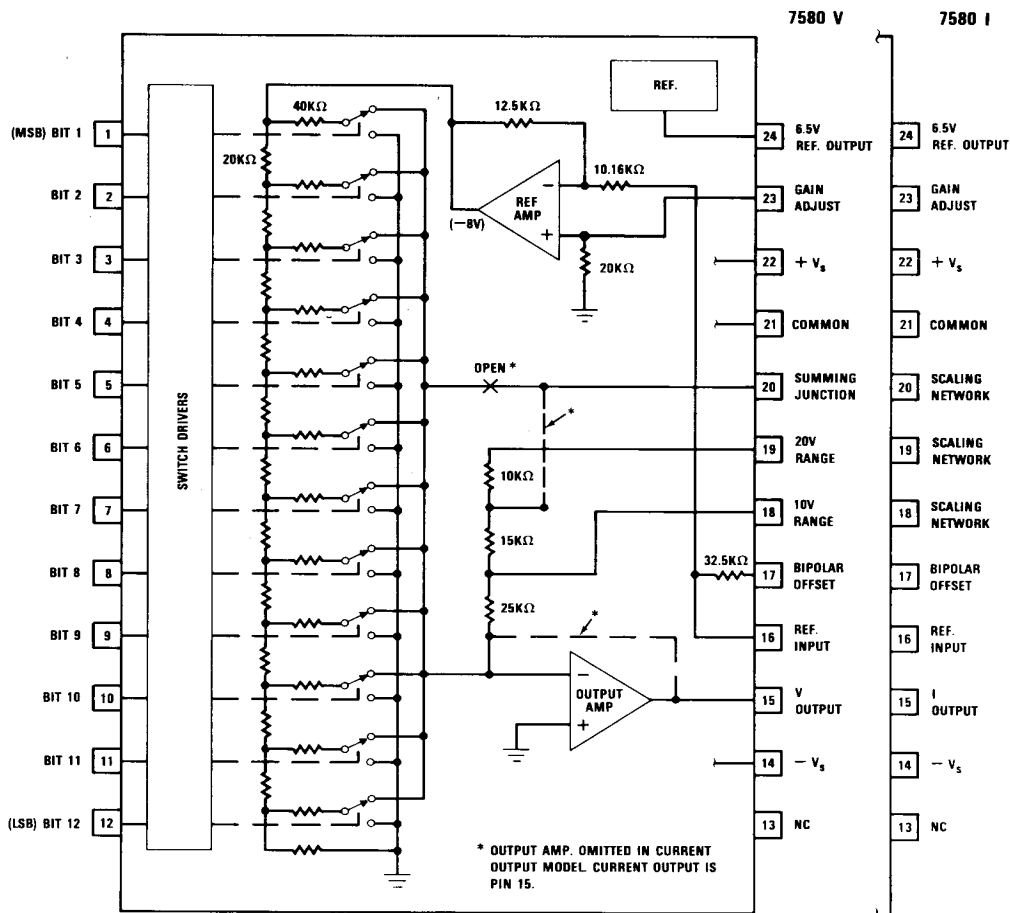 7580 V
7580 I
REF.
40KΩ
12.5KΩ
(MSB) BIT 1
1
24
6.5V
REF. OUTPUT
24
6.5V
REF. OUTPUT
20KΩ
10.16KΩ
BIT 2
2
−
REF
AMP
+
(−8V)
23
GAIN
ADJUST
23
GAIN
ADJUST
BIT 3
3
20KΩ
22
+ Vs
22
+ Vs
BIT 4
4
21
COMMON
21
COMMON
BIT 5
5
OPEN *
*
20
SUMMING
JUNCTION
20
SCALING
NETWORK
SWITCH DRIVERS
BIT 6
6
10KΩ
19
20V
RANGE
19
SCALING
NETWORK
BIT 7
7
15KΩ
18
10V
RANGE
18
SCALING
NETWORK
BIT 8
8
32.5KΩ
17
BIPOLAR
OFFSET
17
BIPOLAR
OFFSET
25KΩ
*
BIT 9
9
16
REF.
INPUT
16
REF.
INPUT
BIT 10
10
−
OUTPUT
AMP
+
15
V
OUTPUT
15
I
OUTPUT
BIT 11
11
14
− Vs
14
− Vs
(LSB) BIT 12
12
13
NC
13
NC
* OUTPUT AMP. OMITTED IN CURRENT
OUTPUT MODEL. CURRENT OUTPUT IS
PIN 15.